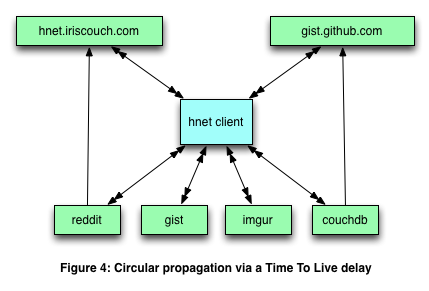 hnet.iriscouch.com
gist.github.com
hnet client
reddit
gist
imgur
couchdb
Figure 4: Circular propagation via a Time To Live delay